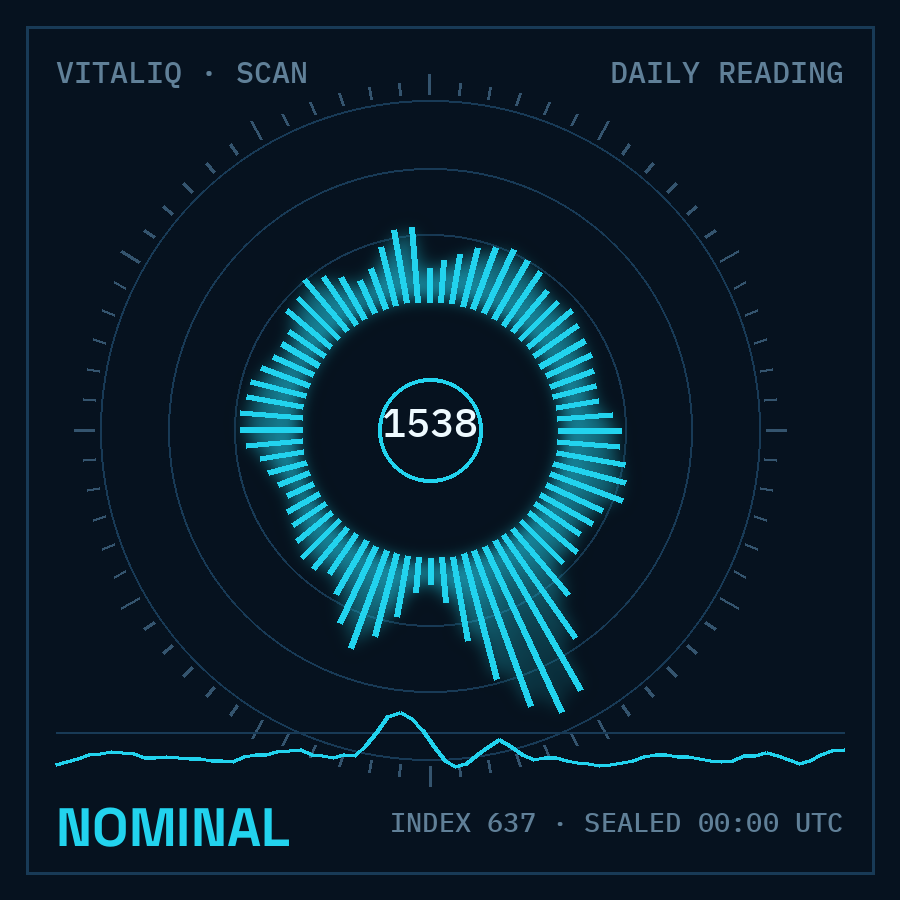 VITALIQ · SCAN
DAILY READING
1538
NOMINAL
INDEX 637 · SEALED 00:00 UTC